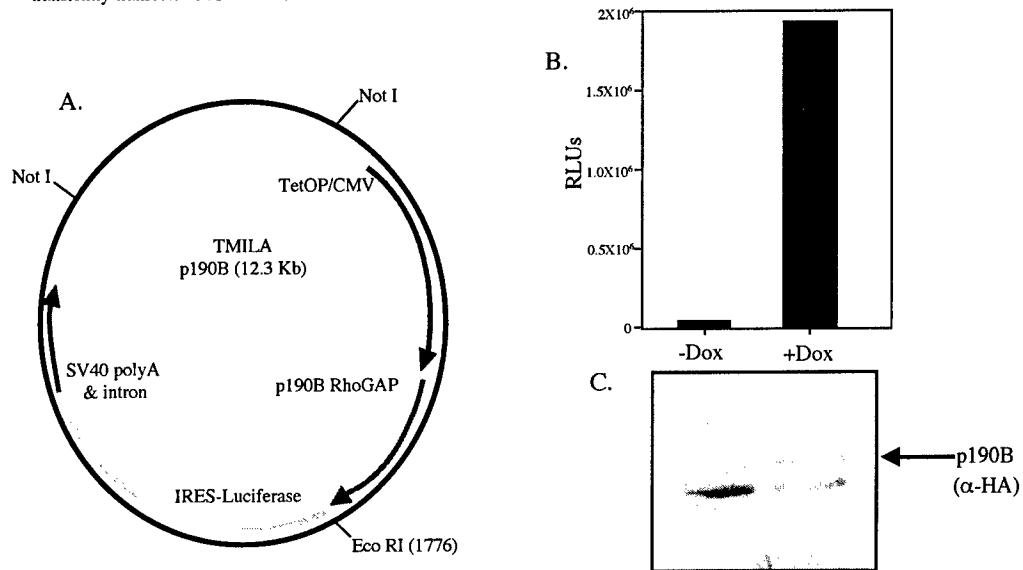 A.
Not I
Not I
TetOP/CMV
TMILA
p190B (12.3 Kb)
SV40 polyA
& intron
p190B RhoGAP
IRES-Luciferase
Eco RI (1776)
B.
2X10⁶
1.5X10⁶
1.0X10⁶
0.5X10⁶
0
RLUs
-Dox
+Dox
C.
p190B
(α-HA)